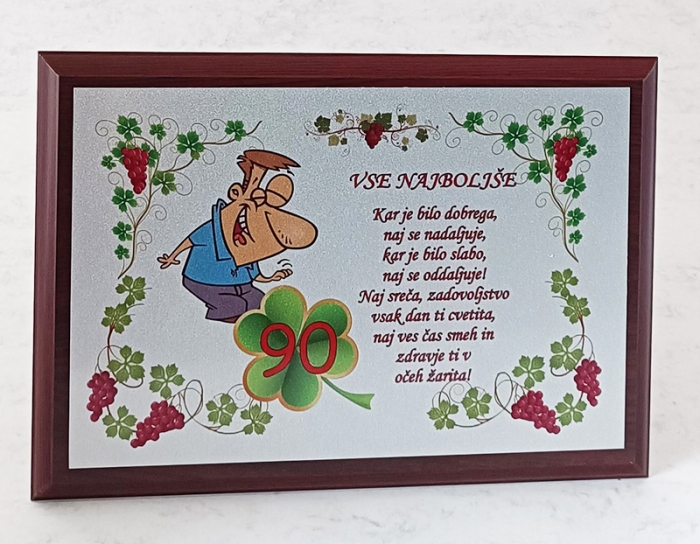 VSE NAJBOLJŠE
Kar je bilo dobrega,
naj se nadaljuje,
kar je bilo slabo,
naj se oddaljuje!
Naj sreča, zadovoljstvo
vsak dan ti cvetita,
naj ves čas smeh in
zdravje ti v
očeh žarita!
90